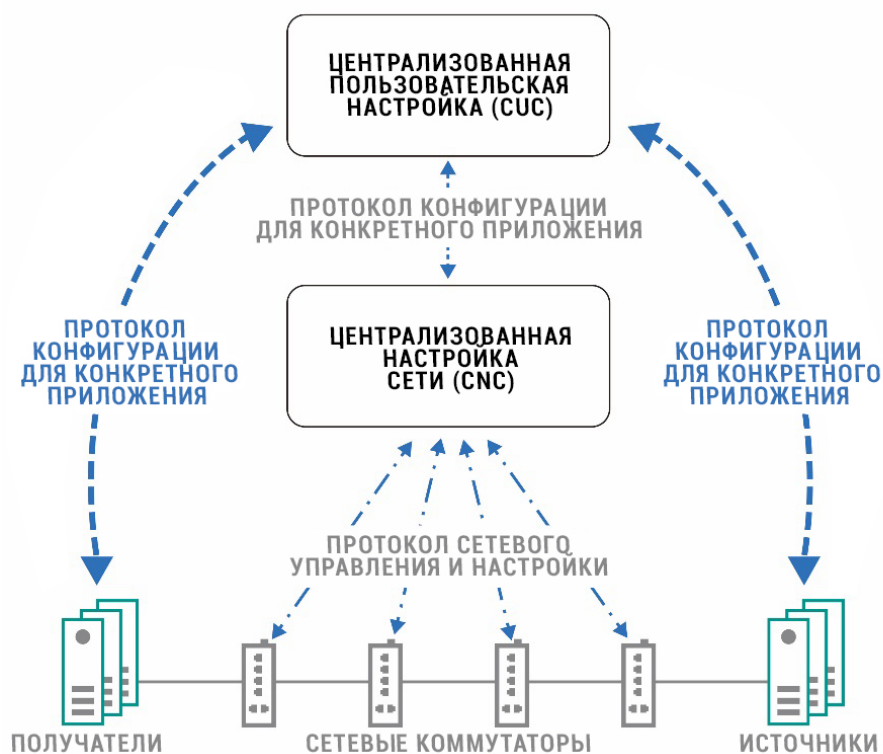 ЦЕНТРАЛИЗОВАННАЯ
ПОЛЬЗОВАТЕЛЬСКАЯ
НАСТРОЙКА (CUC)
ПРОТОКОЛ КОНФИГУРАЦИИ
ДЛЯ КОНКРЕТНОГО ПРИЛОЖЕНИЯ
ПРОТОКОЛ
КОНФИГУРАЦИИ
ДЛЯ КОНКРЕТНОГО
ПРИЛОЖЕНИЯ
ЦЕНТРАЛИЗОВАННАЯ
НАСТРОЙКА
СЕТИ (CNC)
ПРОТОКОЛ
КОНФИГУРАЦИИ
ДЛЯ КОНКРЕТНОГО
ПРИЛОЖЕНИЯ
ПРОТОКОЛ СЕТЕВОГО
УПРАВЛЕНИЯ И НАСТРОЙКИ
ПОЛУЧАТЕЛИ
СЕТЕВЫЕ КОММУТАТОРЫ
ИСТОЧНИКИ